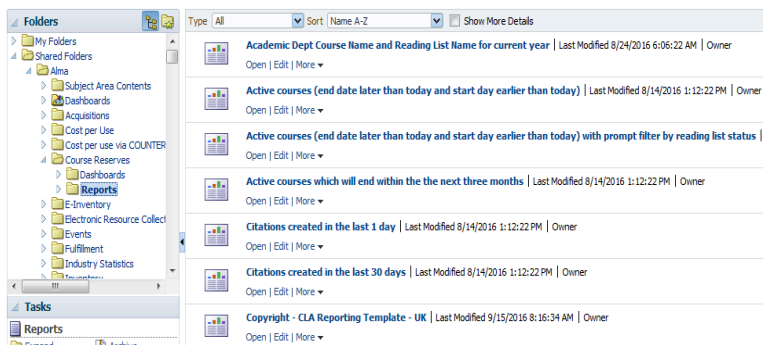 Folders
My Folders
Shared Folders
Alma
Subject Area Contents
Dashboards
Acquisitions
Cost per Use
Cost per use via COUNTER
Course Reserves
Dashboards
Reports
E-Inventory
Electronic Resource Collect
Events
Fulfilment
Industry Statistics
Inventory
Tasks
Reports
Expand Archive
Type All Sort Name A-Z Show More Details
Academic Dept Course Name and Reading List Name for current year | Last Modified 8/24/2016 6:06:22 AM | Owner
Open | Edit | More
Active courses (end date later than today and start day earlier than today) | Last Modified 8/14/2016 1:12:22 PM | Owner
Open | Edit | More
Active courses (end date later than today and start day earlier than today) with prompt filter by reading list status |
Open | Edit | More
Active courses which will end within the the next three months | Last Modified 8/14/2016 1:12:22 PM | Owner
Open | Edit | More
Citations created in the last 1 day | Last Modified 8/14/2016 1:12:22 PM | Owner
Open | Edit | More
Citations created in the last 30 days | Last Modified 8/14/2016 1:12:22 PM | Owner
Open | Edit | More
Copyright - CLA Reporting Template - UK | Last Modified 9/15/2016 8:16:34 AM | Owner
Open | Edit | More